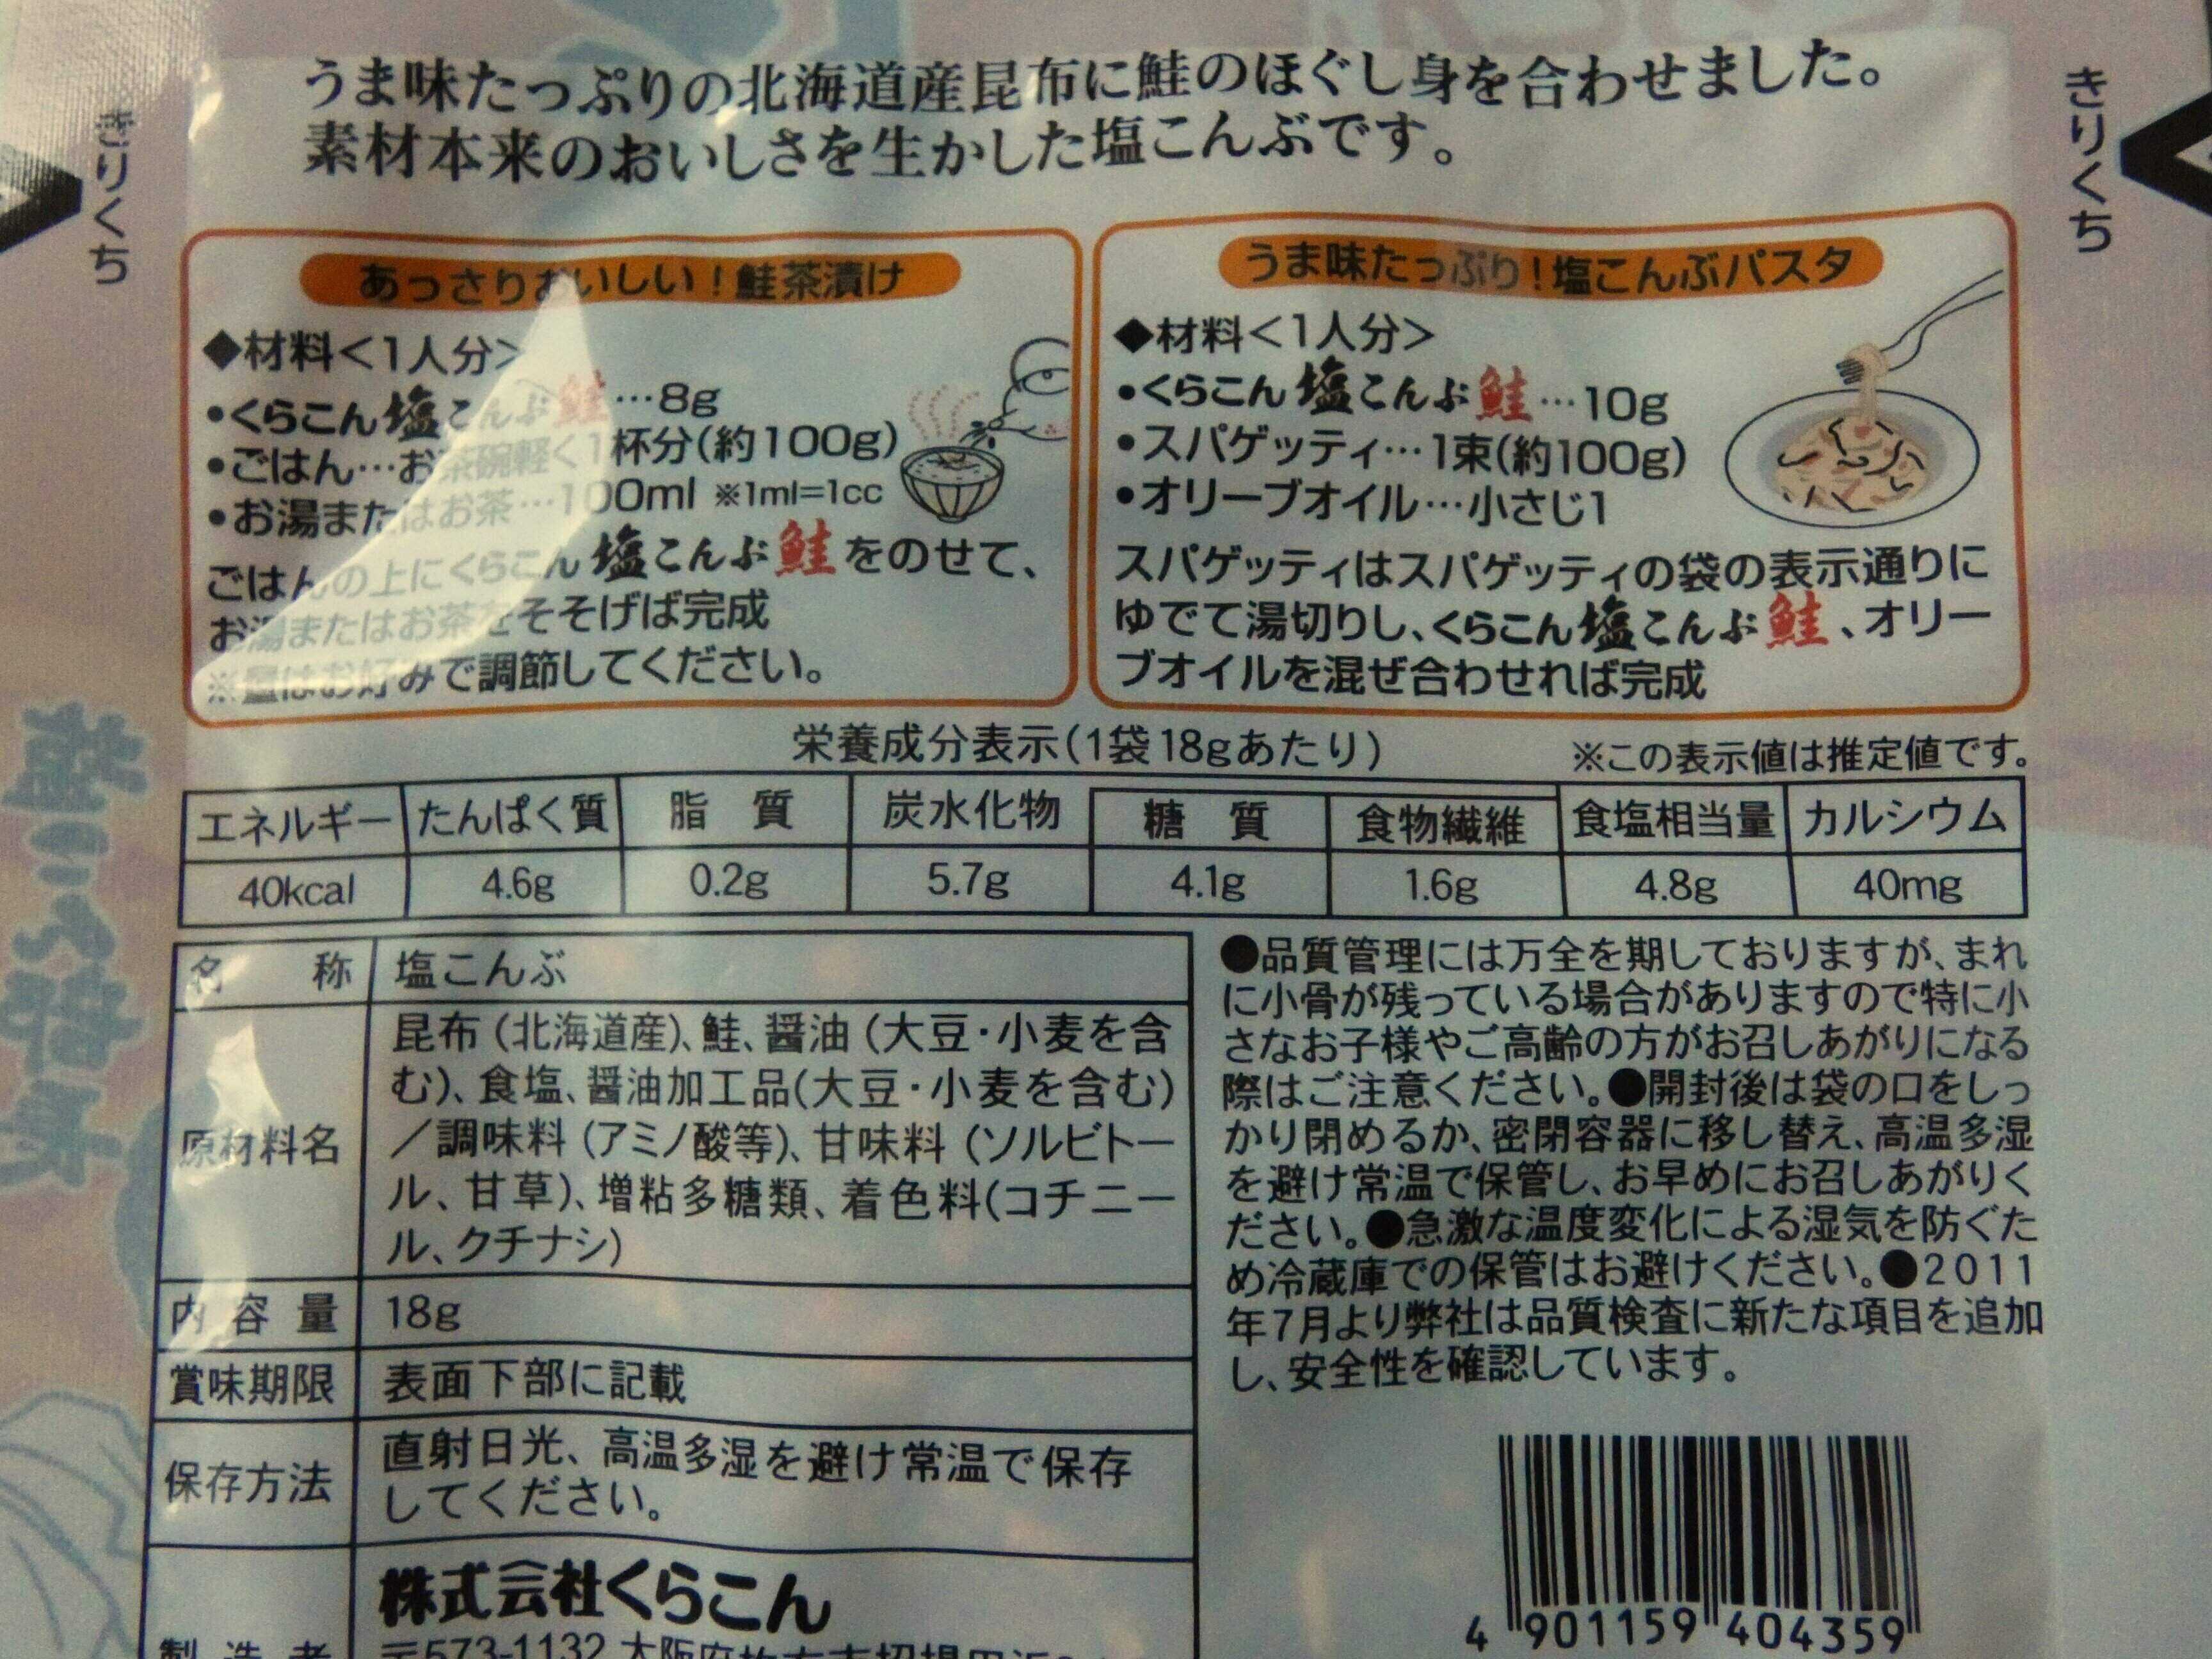 うま味たっぷりの北海道産昆布に鮭のほぐし身を合わせました。
素材本来のおいしさを生かした塩こんぶです。
きりくち
きりくち
あっさりおいしい！鮭茶漬け
◆材料＜1人分＞
•くらこん塩こんぶ鮭…8g
•ごはん…お茶碗軽く1杯分(約100g)
•お湯またはお茶…100ml ※1ml=1cc
ごはんの上にくらこん塩こんぶ鮭をのせて、
お湯またはお茶をそそげば完成
※量はお好みで調節してください。
うま味たっぷり！塩こんぶパスタ
◆材料＜1人分＞
•くらこん塩こんぶ鮭…10g
•スパゲッティ…1束(約100g)
•オリーブオイル…小さじ1
スパゲッティはスパゲッティの袋の表示通りに
ゆでて湯切りし、くらこん塩こんぶ鮭、オリー
ブオイルを混ぜ合わせれば完成
栄養成分表示(1袋18gあたり) ※この表示値は推定値です。
エネルギー たんぱく質 脂質 炭水化物 糖質 食物繊維 食塩相当量 カルシウム
40kcal 4.6g 0.2g 5.7g 4.1g 1.6g 4.8g 40mg
名称 塩こんぶ
原材料名
昆布(北海道産)、鮭、醤油(大豆・小麦を含
む)、食塩、醤油加工品(大豆・小麦を含む)
／調味料(アミノ酸等)、甘味料(ソルビトー
ル、甘草)、増粘多糖類、着色料(コチニー
ル、クチナシ)
内容量 18g
賞味期限 表面下部に記載
保存方法
直射日光、高温多湿を避け常温で保存
してください。
製造者
株式会社くらこん
〒573-1132 大阪府枚方市招提田近
●品質管理には万全を期しておりますが、まれ
に小骨が残っている場合がありますので特に小
さなお子様やご高齢の方がお召しあがりになる
際はご注意ください。●開封後は袋の口をしっ
かり閉めるか、密閉容器に移し替え、高温多湿
を避け常温で保管し、お早めにお召しあがりく
ださい。●急激な温度変化による湿気を防ぐた
め冷蔵庫での保管はお避けください。●2011
年7月より弊社は品質検査に新たな項目を追加
し、安全性を確認しています。
4 901159 404359